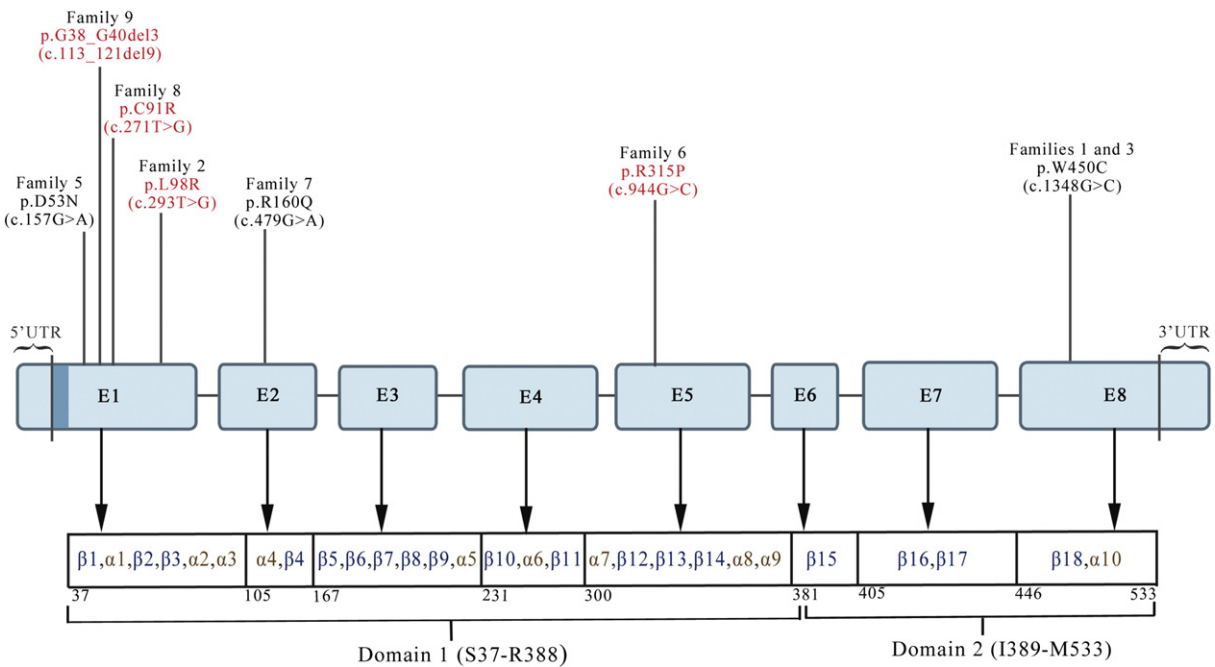 Family 9
p.G38_G40del3
(c.113_121del9)
Family 8
p.C91R
(c.271T>G)
Family 5
p.D53N
(c.157G>A)
Family 2
p.L98R
(c.293T>G)
Family 7
p.R160Q
(c.479G>A)
Family 6
p.R315P
(c.944G>C)
Families 1 and 3
p.W450C
(c.1348G>C)
5’UTR
3’UTR
E1
E2
E3
E4
E5
E6
E7
E8
β1,α1,β2,β3,α2,α3
α4,β4
β5,β6,β7,β8,β9,α5
β10,α6,β11
α7,β12,β13,β14,α8,α9
β15
β16,β17
β18,α10
37
105
167
231
300
381
405
446
533
Domain 1 (S37-R388)
Domain 2 (I389-M533)